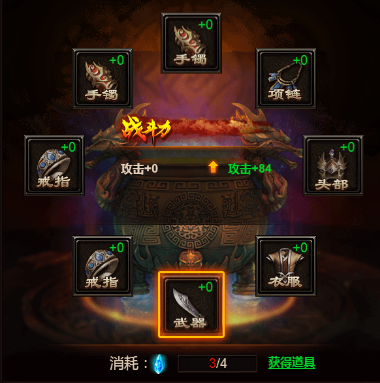 +0
手镯
+0
手镯
+0
项链
战斗力
+0
戒指
攻击+0 攻击+84
+0
头部
+0
戒指
+0
衣服
+0
武器
消耗： 3/4 获得道具